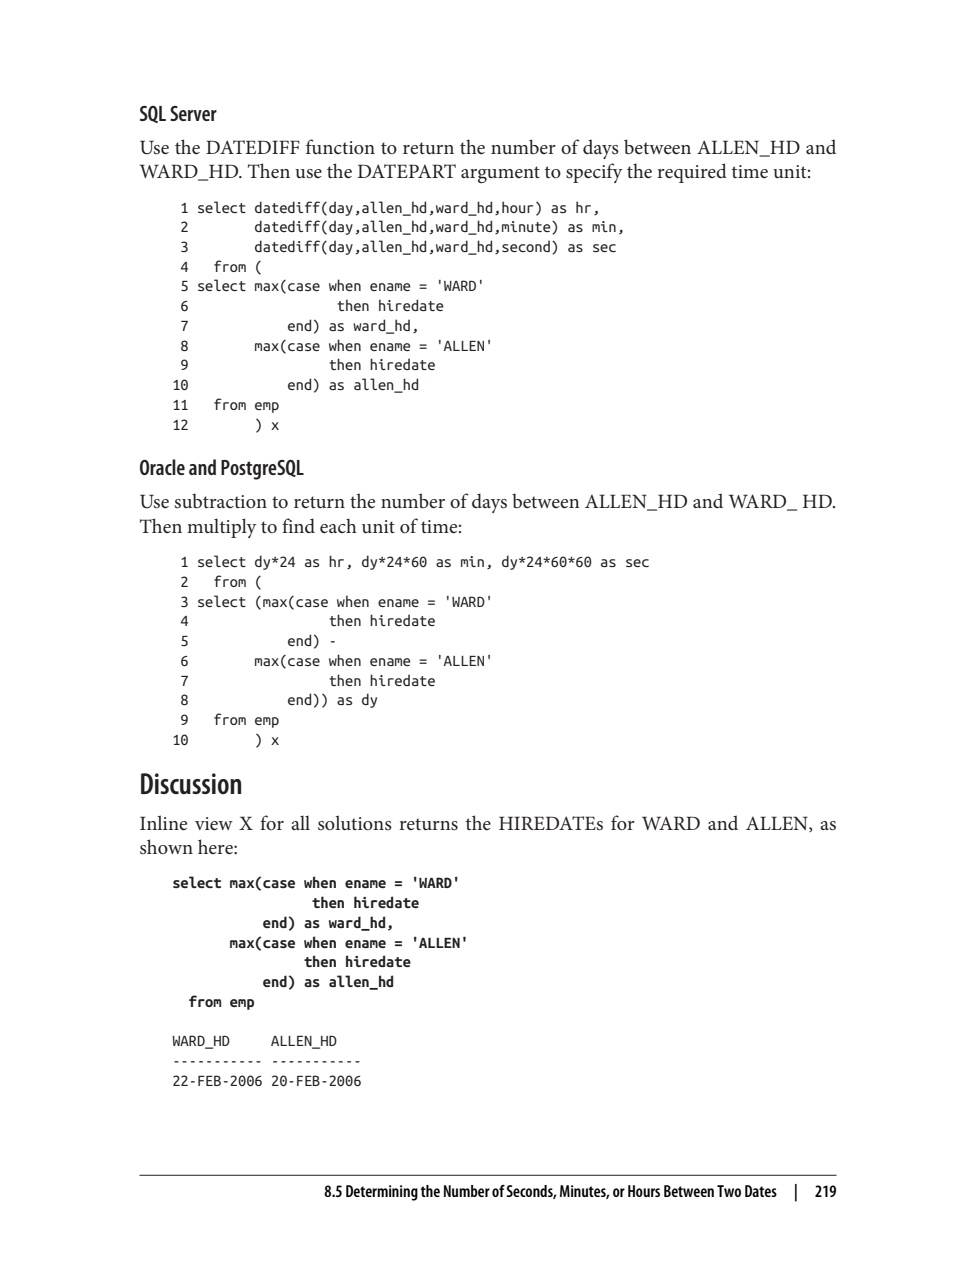 SQL Server
Use the DATEDIFF function to return the number of days between ALLEN_HD and
WARD_HD. Then use the DATEPART argument to specify the required time unit:
 1 select datediff(day,allen_hd,ward_hd,hour) as hr,
 2        datediff(day,allen_hd,ward_hd,minute) as min,
 3        datediff(day,allen_hd,ward_hd,second) as sec
 4   from (
 5 select max(case when ename = 'WARD'
 6                  then hiredate
 7            end) as ward_hd,
 8        max(case when ename = 'ALLEN'
 9                 then hiredate
10            end) as allen_hd
11   from emp
12        ) x
Oracle and PostgreSQL
Use subtraction to return the number of days between ALLEN_HD and WARD_ HD.
Then multiply to find each unit of time:
 1 select dy*24 as hr, dy*24*60 as min, dy*24*60*60 as sec
 2   from (
 3 select (max(case when ename = 'WARD'
 4                 then hiredate
 5            end) -
 6        max(case when ename = 'ALLEN'
 7                 then hiredate
 8            end)) as dy
 9   from emp
10        ) x
Discussion
Inline view X for all solutions returns the HIREDATEs for WARD and ALLEN, as
shown here:
select max(case when ename = 'WARD'
                 then hiredate
           end) as ward_hd,
       max(case when ename = 'ALLEN'
                then hiredate
           end) as allen_hd
  from emp
WARD_HD     ALLEN_HD
----------- -----------
22-FEB-2006 20-FEB-2006
8.5 Determining the Number of Seconds, Minutes, or Hours Between Two Dates | 219